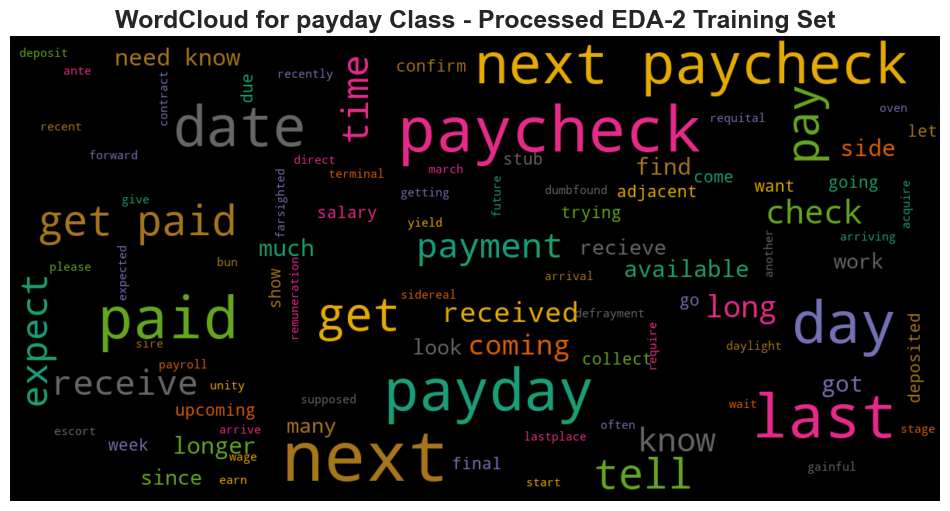 WordCloud for payday Class - Processed EDA-2 Training Set
deposit
need know
ante
contract
due
recently
time
confirm
next paycheck
recent
date
paycheck
requital
pay
oven
let
side
forward
direct
terminal
march
stub
find
come
adjacent
want
going
acquire
farsighted
give
getting
future
dumbfound
get paid
salary
yield
trying
check
arriving
please
expected
bun
much
payment
recieve
available
another
work
show
remuneration
arrival
sidereal
go
long
expect
paid
get
received
defrayment
day
sire
look
coming
collect
require
daylight
deposited
payroll
receive
unity
upcoming
supposed
payday
got
wait
last
stage
escort
arrive
week
longer
wage
many
next
lastplace
often
know
final
since
earn
start
tell
gainful